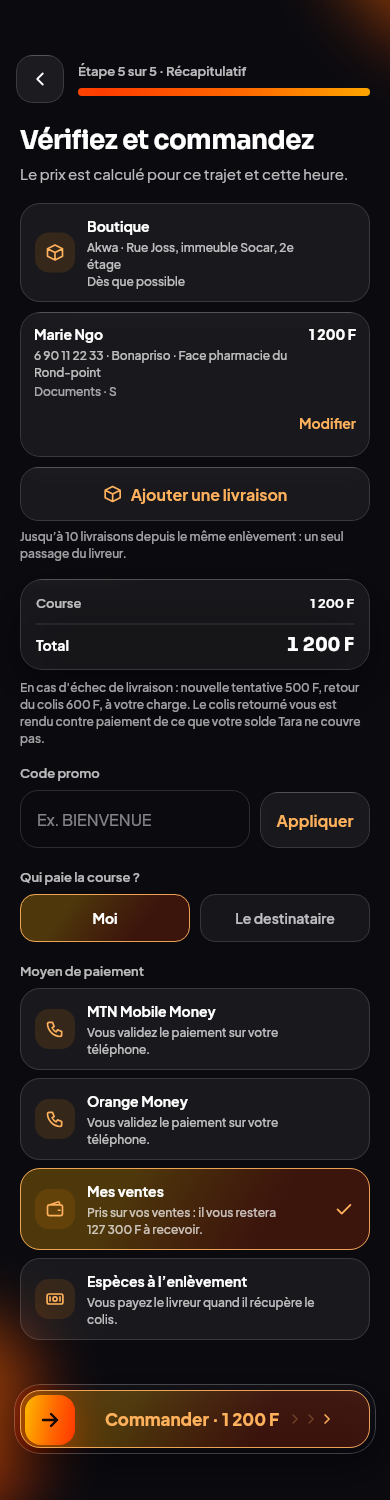 Étape 5 sur 5 · Récapitulatif
Vérifiez et commandez
Le prix est calculé pour ce trajet et cette heure.
Boutique
Akwa · Rue Joss, immeuble Socar, 2e
étage
Dès que possible
Marie Ngo
1 200 F
6 90 11 22 33 · Bonapriso · Face pharmacie du
Rond-point
Documents · S
Modifier
Ajouter une livraison
Jusqu'à 10 livraisons depuis le même enlèvement : un seul
passage du livreur.
Course
1 200 F
Total
1 200 F
En cas d'échec de livraison : nouvelle tentative 500 F, retour
du colis 600 F, à votre charge. Le colis retourné vous est
rendu contre paiement de ce que votre solde Tara ne couvre
pas.
Code promo
Ex. BIENVENUE
Appliquer
Qui paie la course ?
Moi
Le destinataire
Moyen de paiement
MTN Mobile Money
Vous validez le paiement sur votre
téléphone.
Orange Money
Vous validez le paiement sur votre
téléphone.
Mes ventes
Pris sur vos ventes : il vous restera
127 300 F à recevoir.
Espèces à l'enlèvement
Vous payez le livreur quand il récupère le
colis.
Commander · 1 200 F